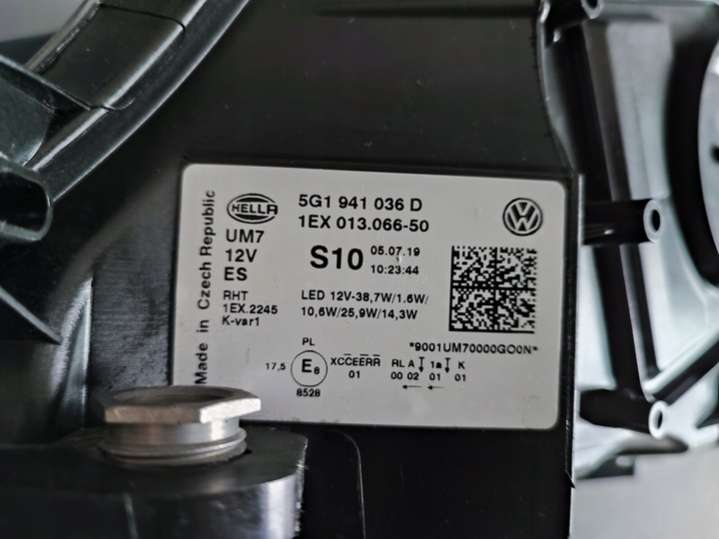 HELLA
5G1 941 036 D
1EX 013.066-50
UM7
12V
ES
S10
05.07.19
10:23:44
RHT
1EX.2245
K-var1
LED 12V-38,7W/1.6W/
10,6W/25,9W/14,3W
*9001UM70000GO0N*
PL
17,5 E8 XCCEERR RL A 1a K
01 00 02 01 01
8528
Made in Czech Republic